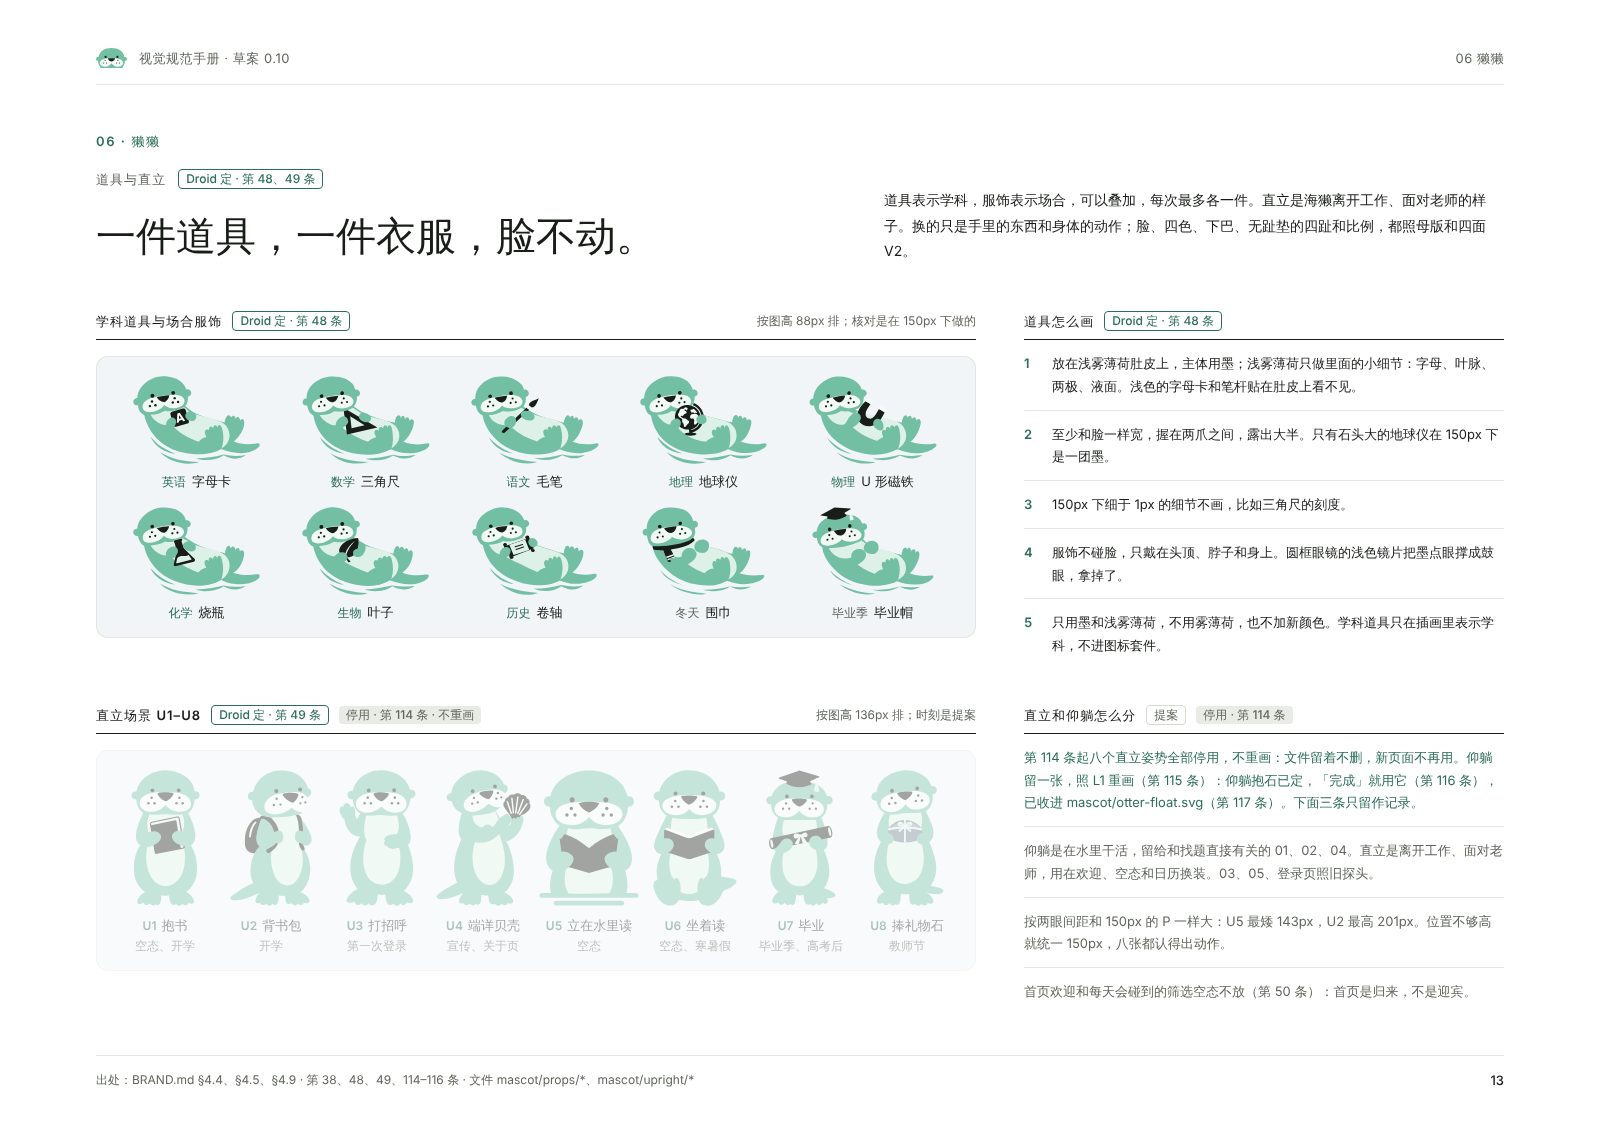 视觉规范手册 · 草案 0.10
06 獭獭
06 · 獭獭
道具与直立 Droid 定 · 第 48、49 条
一件道具，一件衣服，脸不动。
道具表示学科，服饰表示场合，可以叠加，每次最多各一件。直立是海獭离开工作、面对老师的样
子。换的只是手里的东西和身体的动作；脸、四色、下巴、无趾垫的四趾和比例，都照母版和四面
V2。
学科道具与场合服饰 Droid 定 · 第 48 条
按图高 88px 排；核对是在 150px 下做的
A
英语 字母卡
数学 三角尺
语文 毛笔
地理 地球仪
物理 U 形磁铁
化学 烧瓶
生物 叶子
历史 卷轴
冬天 围巾
毕业季 毕业帽
道具怎么画 Droid 定 · 第 48 条
1 放在浅雾薄荷肚皮上，主体用墨；浅雾薄荷只做里面的小细节：字母、叶脉、
两极、液面。浅色的字母卡和笔杆贴在肚皮上看不见。
2 至少和脸一样宽，握在两爪之间，露出大半。只有石头大的地球仪在 150px 下
是一团墨。
3 150px 下细于 1px 的细节不画，比如三角尺的刻度。
4 服饰不碰脸，只戴在头顶、脖子和身上。圆框眼镜的浅色镜片把墨点眼撑成鼓
眼，拿掉了。
5 只用墨和浅雾薄荷，不用雾薄荷，也不加新颜色。学科道具只在插画里表示学
科，不进图标套件。
直立场景 U1–U8 Droid 定 · 第 49 条 停用 · 第 114 条 · 不重画
按图高 136px 排；时刻是提案
U1 抱书
空态、开学
U2 背书包
开学
U3 打招呼
第一次登录
U4 端详贝壳
宣传、关于页
U5 立在水里读
空态
U6 坐着读
空态、寒暑假
U7 毕业
毕业季、高考后
U8 捧礼物石
教师节
直立和仰躺怎么分 提案 停用 · 第 114 条
第 114 条起八个直立姿势全部停用，不重画：文件留着不删，新页面不再用。仰躺
留一张，照 L1 重画（第 115 条）：仰躺抱石已定，「完成」就用它（第 116 条），
已收进 mascot/otter-float.svg（第 117 条）。下面三条只留作记录。
仰躺是在水里干活，留给和找题直接有关的 01、02、04。直立是离开工作、面对老
师，用在欢迎、空态和日历换装。03、05、登录页照旧探头。
按两眼间距和 150px 的 P 一样大：U5 最矮 143px，U2 最高 201px。位置不够高
就统一 150px，八张都认得出动作。
首页欢迎和每天会碰到的筛选空态不放（第 50 条）：首页是归来，不是迎宾。
出处：BRAND.md §4.4、§4.5、§4.9 · 第 38、48、49、114–116 条 · 文件 mascot/props/*、mascot/upright/*
13